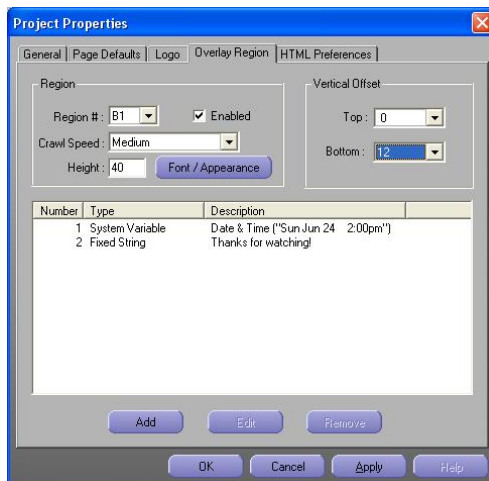 Project Properties
General Page Defaults Logo Overlay Region HTML Preferences
Region
Vertical Offset
Region # : B1 Enabled
Top : 0
Crawl Speed : Medium
Bottom : 12
Height : 40 Font / Appearance
Number Type Description
1 System Variable Date & Time ("Sun Jun 24 2:00pm")
2 Fixed String Thanks for watching!
Add Edit Remove
OK Cancel Apply Help